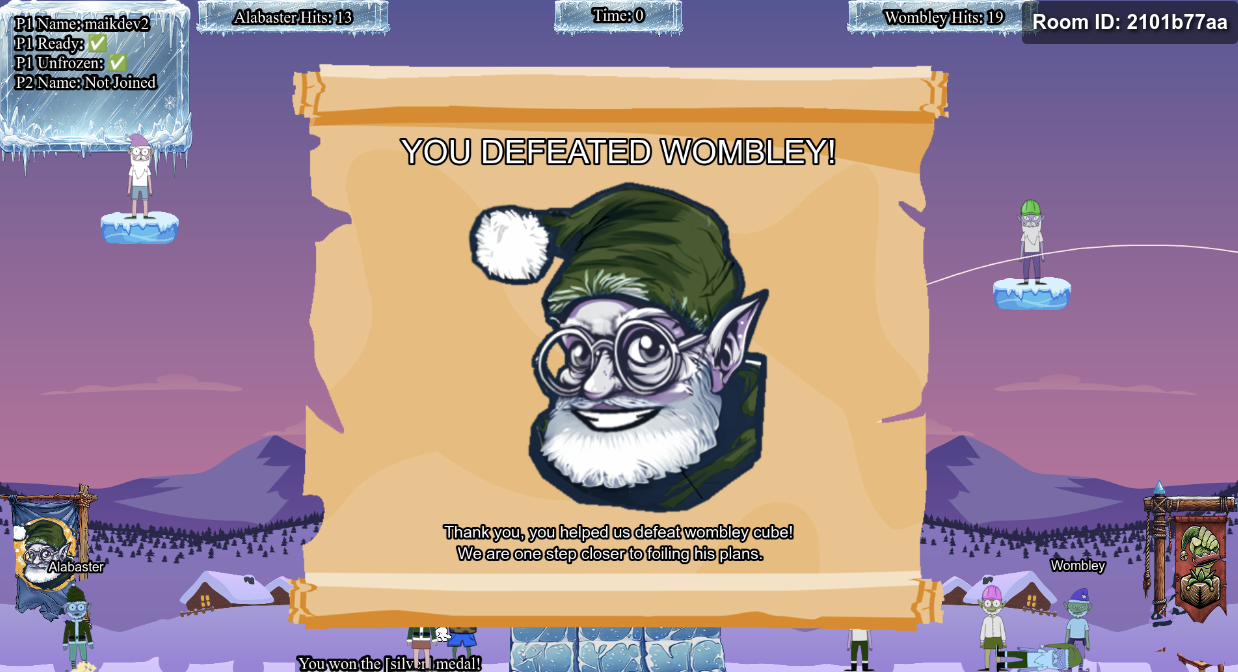 P1 Name: maikdev2
P1 Ready: ✅
P1 Unfrozen: ✅
P2 Name: Not Joined
Alabaster Hits: 13
Time: 0
Wombley Hits: 19
Room ID: 2101b77aa
YOU DEFEATED WOMBLEY!
Thank you, you helped us defeat wombley cube!
We are one step closer to foiling his plans.
Alabaster
Wombley
You won the [silver] medal!